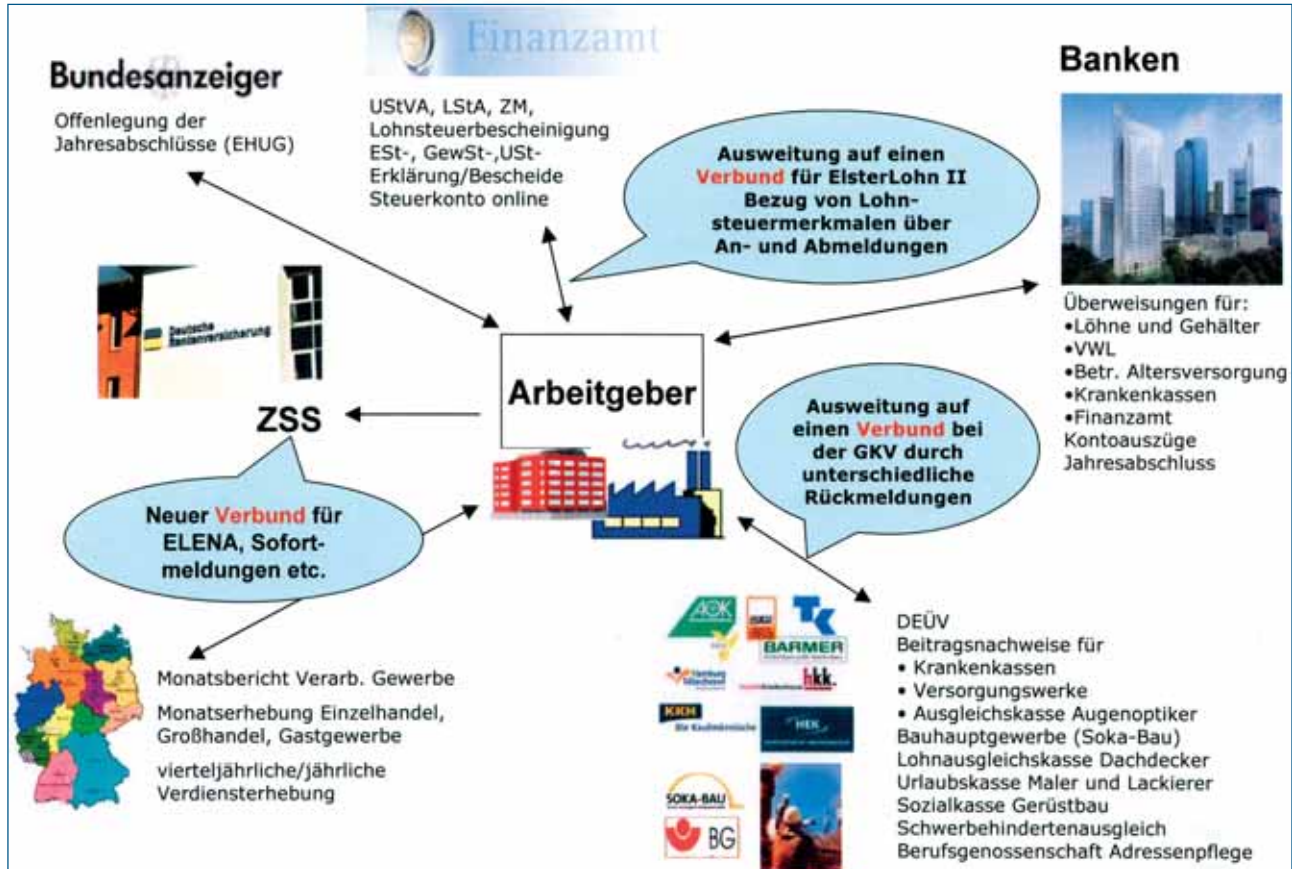 Finanzamt
Bundesanzeiger
Offenlegung der
Jahresabschlüsse (EHUG)
UStVA, LStA, ZM,
Lohnsteuerbescheinigung
ESt-, GewSt-,USt-
Erklärung/Bescheide
Steuerkonto online
Ausweitung auf einen
Verbund für ElsterLohn II
Bezug von Lohn-
steuermerkmalen über
An- und Abmeldungen
Banken
Überweisungen für:
•Löhne und Gehälter
•VWL
•Betr. Altersversorgung
•Krankenkassen
•Finanzamt
Kontoauszüge
Jahresabschluss
Deutsche
Rentenversicherung
ZSS
Arbeitgeber
Ausweitung auf
einen Verbund bei
der GKV durch
unterschiedliche
Rückmeldungen
Neuer Verbund für
ELENA, Sofort-
meldungen etc.
Monatsbericht Verarb. Gewerbe
Monatserhebung Einzelhandel,
Großhandel, Gastgewerbe
vierteljährliche/jährliche
Verdiensterhebung
AOK
TK
BARMER
Hamburg
Münchener
hkk.
KKH
Die Kaufmännische
HEK
SOKA-BAU
BG
DEÜV
Beitragsnachweise für
• Krankenkassen
• Versorgungswerke
• Ausgleichskasse Augenoptiker
Bauhauptgewerbe (Soka-Bau)
Lohnausgleichskasse Dachdecker
Urlaubskasse Maler und Lackierer
Sozialkasse Gerüstbau
Schwerbehindertenausgleich
Berufsgenossenschaft Adressenpflege